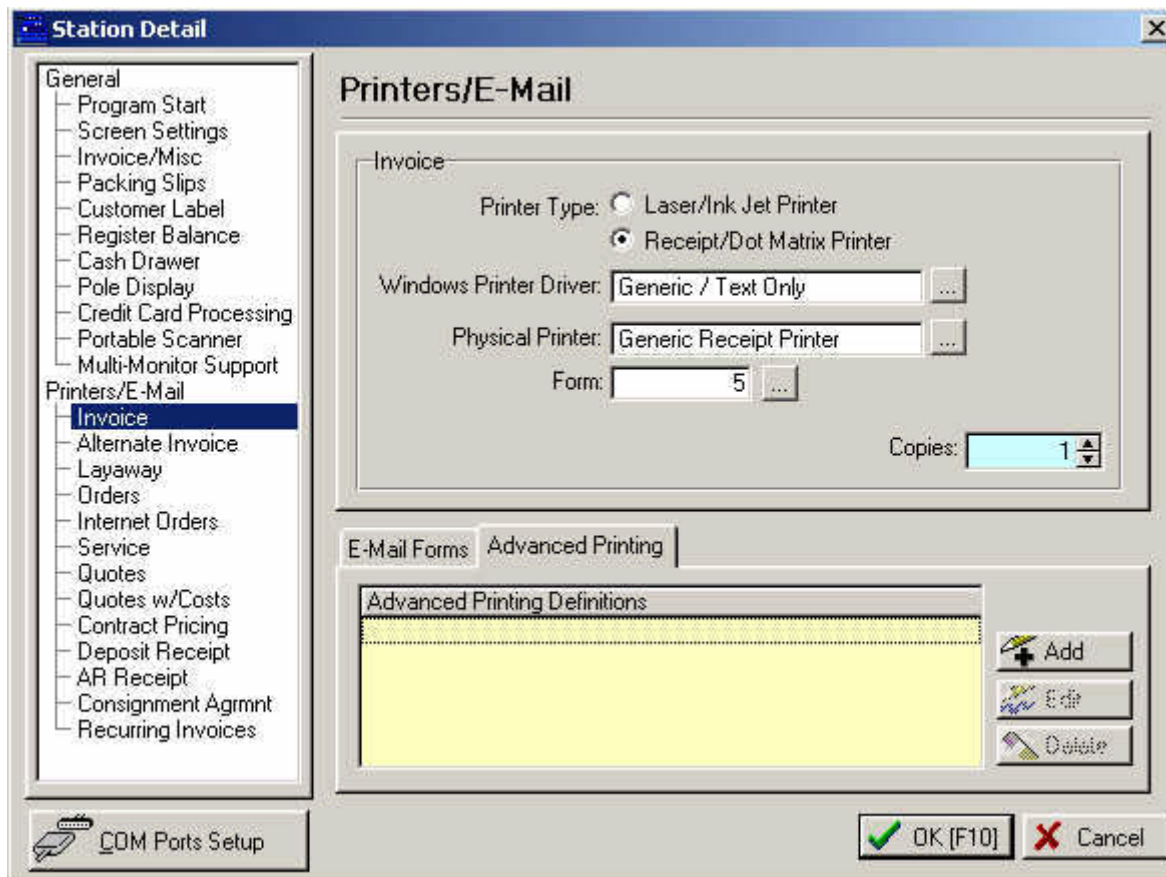 Station Detail
General
Program Start
Screen Settings
Invoice/Misc
Packing Slips
Customer Label
Register Balance
Cash Drawer
Pole Display
Credit Card Processing
Portable Scanner
Multi-Monitor Support
Printers/E-Mail
Invoice
Alternate Invoice
Layaway
Orders
Internet Orders
Service
Quotes
Quotes w/Costs
Contract Pricing
Deposit Receipt
AR Receipt
Consignment Agrmnt
Recurring Invoices
COM Ports Setup
Printers/E-Mail
Invoice
Printer Type: Laser/Ink Jet Printer
Receipt/Dot Matrix Printer
Windows Printer Driver: Generic / Text Only ...
Physical Printer: Generic Receipt Printer ...
Form: 5 ...
Copies: 1
E-Mail Forms Advanced Printing
Advanced Printing Definitions
Add
Edit
Delete
OK [F10] Cancel